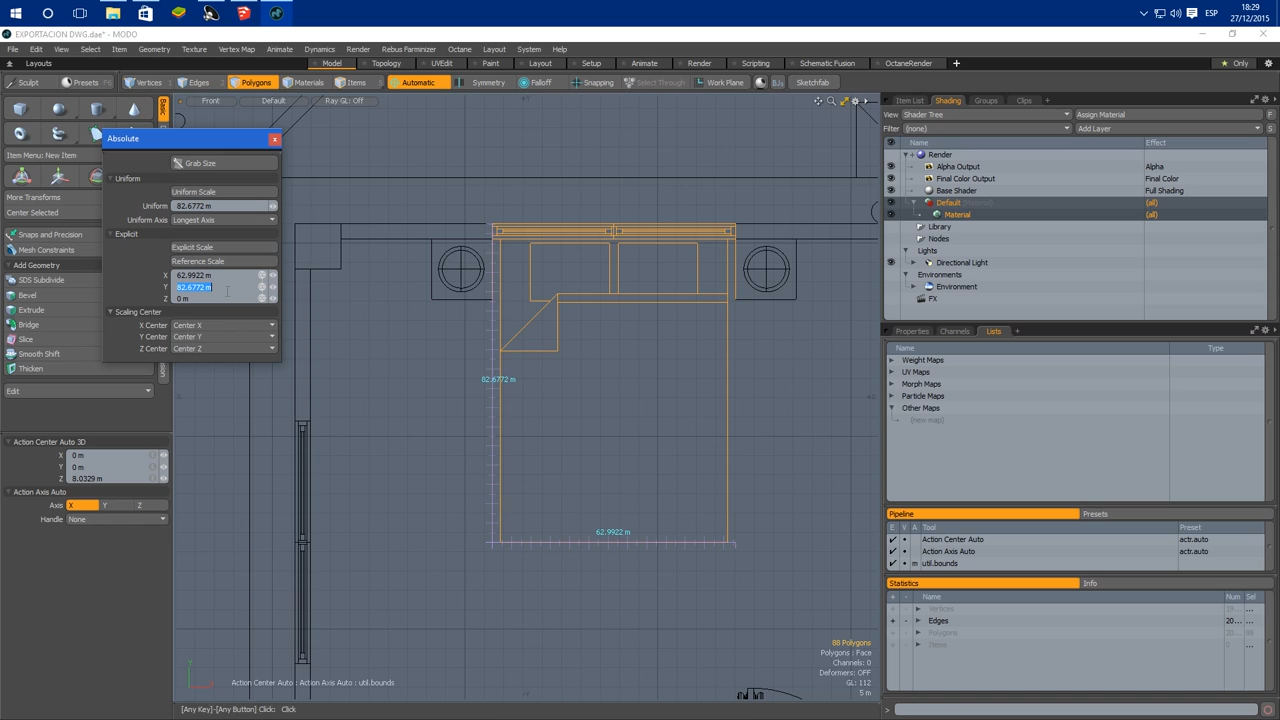 18:29
ESP
27/12/2015
EXPORTACION DWG.dae* - MODO
File Edit View Select Item Geometry Texture Vertex Map Animate Dynamics Render Rebus Farminizer Octane Layout System Help
Layouts
Model Topology UVEdit Paint Layout Setup Animate Render Scripting Schematic Fusion OctaneRender Only
Sculpt Presets F6 Vertices Edges Polygons Materials Items Automatic Symmetry Falloff Snapping Select Through Work Plane Sketchfab
Front Default Ray GL: Off
Item List Shading Groups Clips
View Shader Tree Assign Material F
Filter (none) Add Layer S
Name Effect
Render
Alpha Output Alpha
Final Color Output Final Color
Base Shader Full Shading
Default (Material) (all)
Material (all)
Library
Nodes
Lights
Directional Light
Environments
Environment
FX
Basic
Item Menu: New Item
More Transforms
Center Selected
Snaps and Precision
Mesh Constraints
Add Geometry
SDS Subdivide
Bevel
Extrude
Bridge
Slice
Smooth Shift
Thicken
Edit
Absolute
Grab Size
Uniform
Uniform Scale
Uniform 82.6772 m
Uniform Axis Longest Axis
Explicit
Explicit Scale
Reference Scale
X 62.9922 m
Y 82.6772 m
Z 0 m
Scaling Center
X Center Center X
Y Center Center Y
Z Center Center Z
82.6772 m
62.9922 m
Action Center Auto 3D
X 0 m
Y 0 m
Z 8.0329 m
Action Axis Auto
Axis X Y Z
Handle None
Properties Channels Lists
Name Type
Weight Maps
UV Maps
Morph Maps
Particle Maps
Other Maps
(new map)
Pipeline Presets
E V A Tool Preset
Action Center Auto actr.auto
Action Axis Auto actr.auto
m util.bounds
Statistics Info
Name Num Sel
Vertices 19... ...
Edges 20... ...
Polygons 20...
Items 0 ...
88 Polygons
Polygons : Face
Channels: 0
Deformers: OFF
GL: 112
5 m
Action Center Auto : Action Axis Auto : util.bounds
[Any Key]-[Any Button] Click: Click